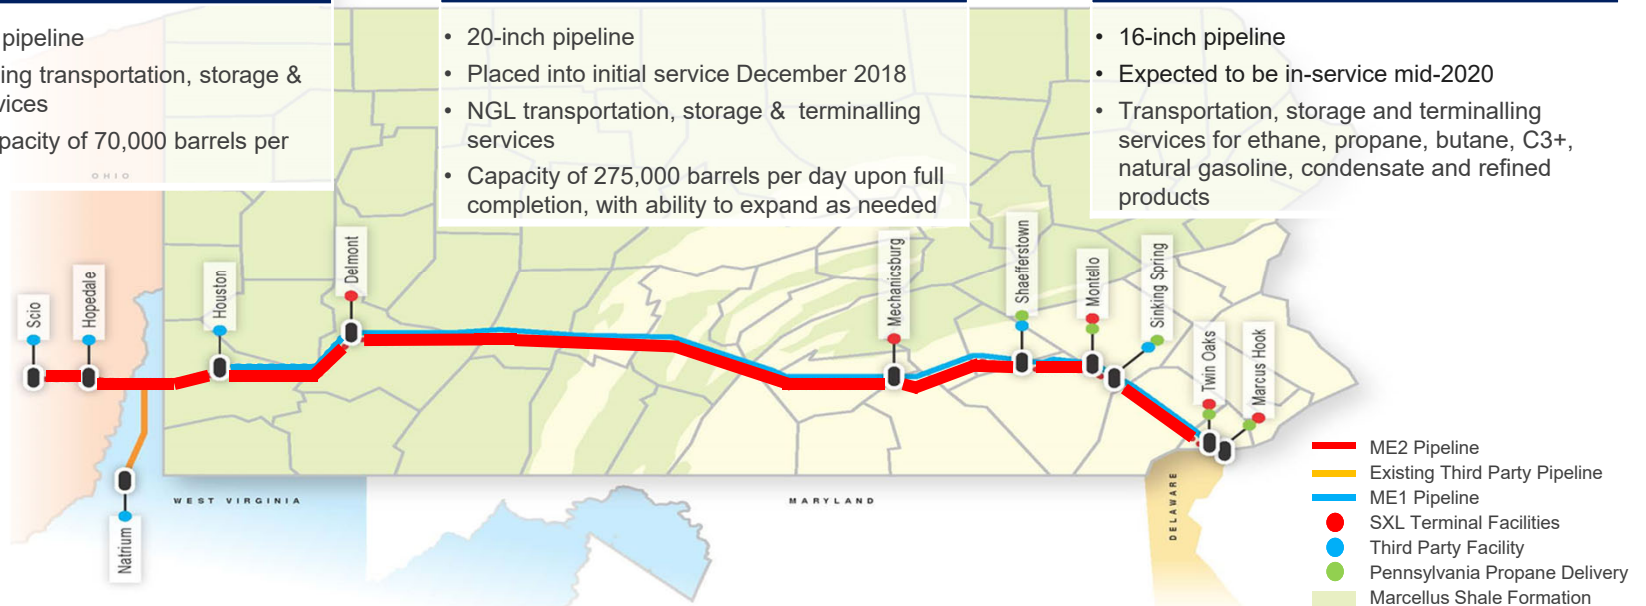 pipeline
ing transportation, storage &
vices
pacity of 70,000 barrels per
• 20-inch pipeline
• Placed into initial service December 2018
• NGL transportation, storage & terminalling
services
• Capacity of 275,000 barrels per day upon full
completion, with ability to expand as needed
• 16-inch pipeline
• Expected to be in-service mid-2020
• Transportation, storage and terminalling
services for ethane, propane, butane, C3+,
natural gasoline, condensate and refined
products
OHIO
Scio
Hopedale
Houston
Delmont
Mechanicsburg
Shaefferstown
Montello
Sinking Spring
Twin Oaks
Marcus Hook
Natrium
WEST VIRGINIA
MARYLAND
DELAWARE
ME2 Pipeline
Existing Third Party Pipeline
ME1 Pipeline
SXL Terminal Facilities
Third Party Facility
Pennsylvania Propane Delivery
Marcellus Shale Formation